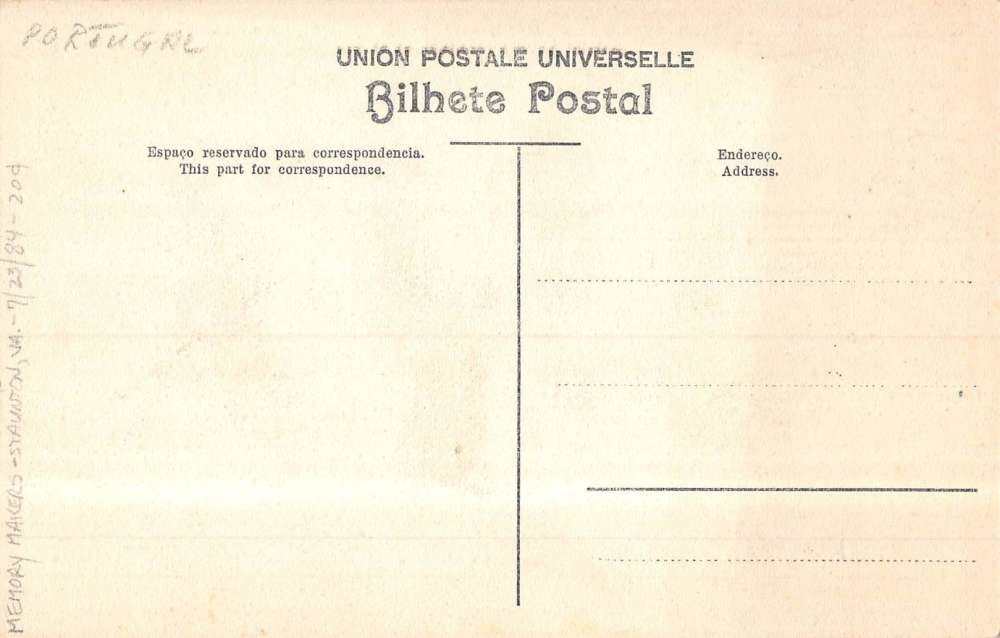 PORTUGAL
UNION POSTALE UNIVERSELLE
Bilhete Postal
Espaço reservado para correspondencia.
This part for correspondence.
Endereço.
Address.
MEMORY MAKERS - STAUNTON, VA. - 7/23/84 - 20¢